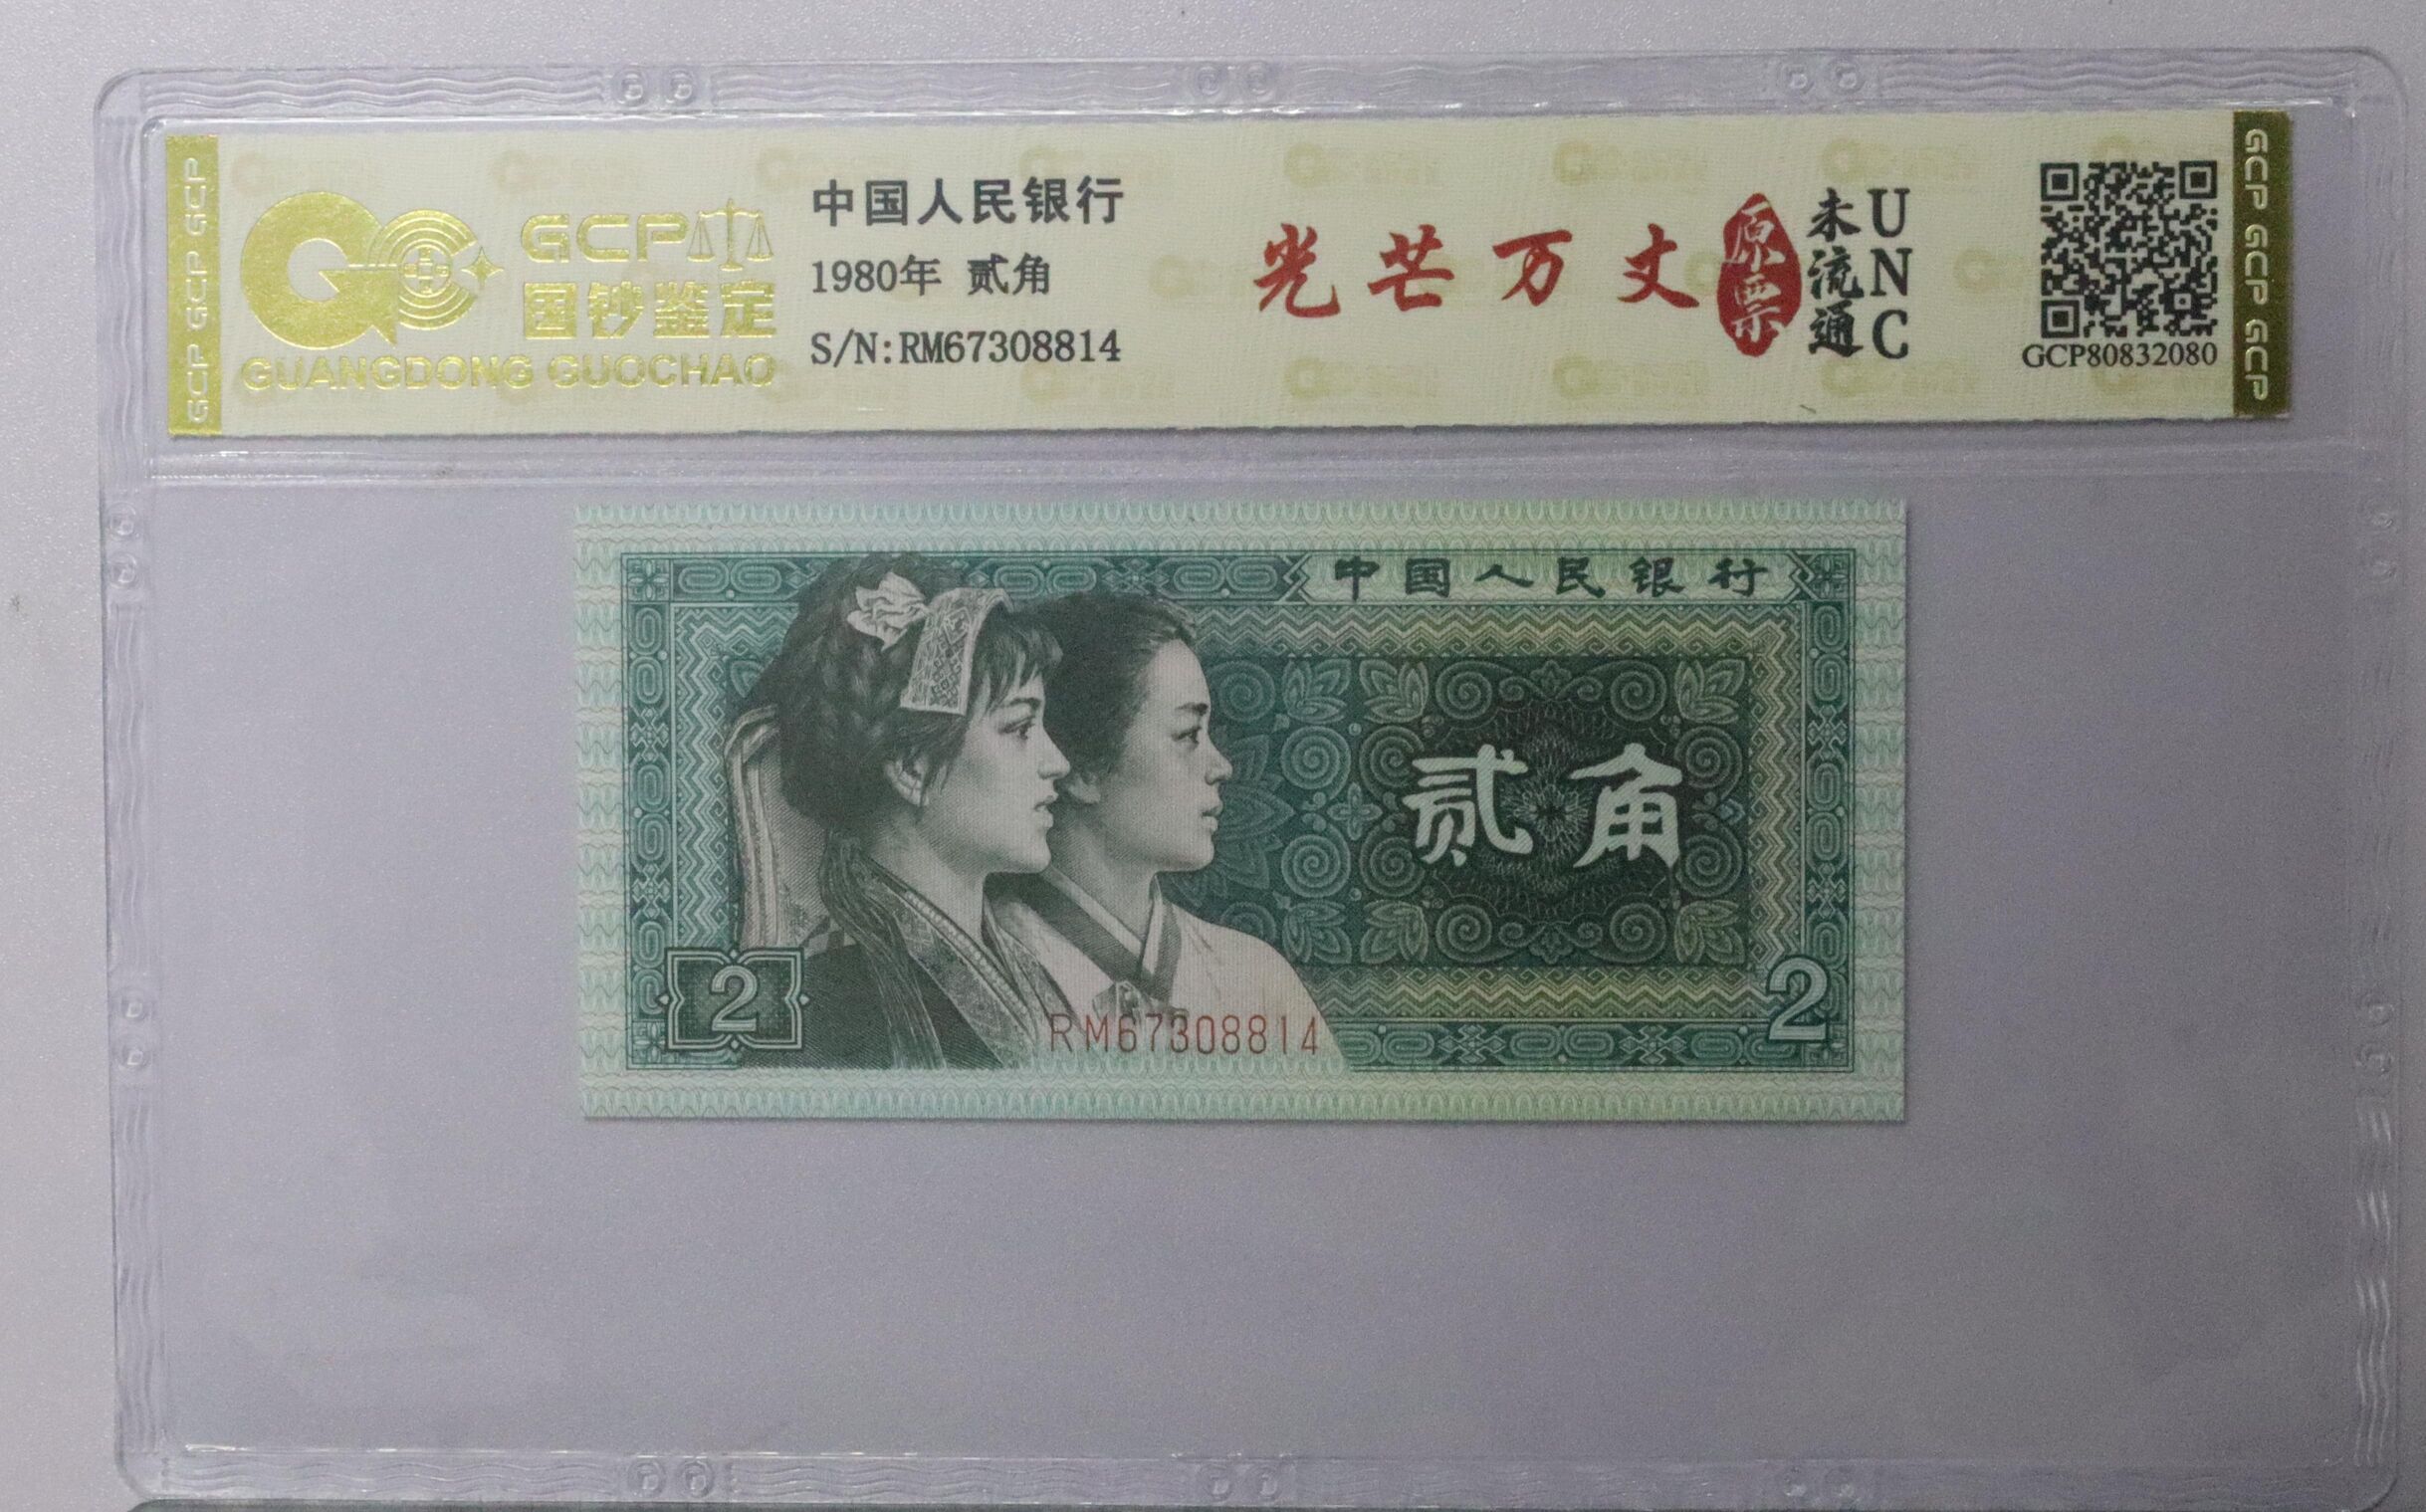 GCP GCP GCP
GCP
国钞鉴定
GUANGDONG GUOCHAO
中国人民银行
1980年 贰角
S/N:RM67308814
光芒万丈
原票
未流通
UNC
GCP80832080
GCP GCP GCP
中国人民银行
贰角
2
2
RM67308814